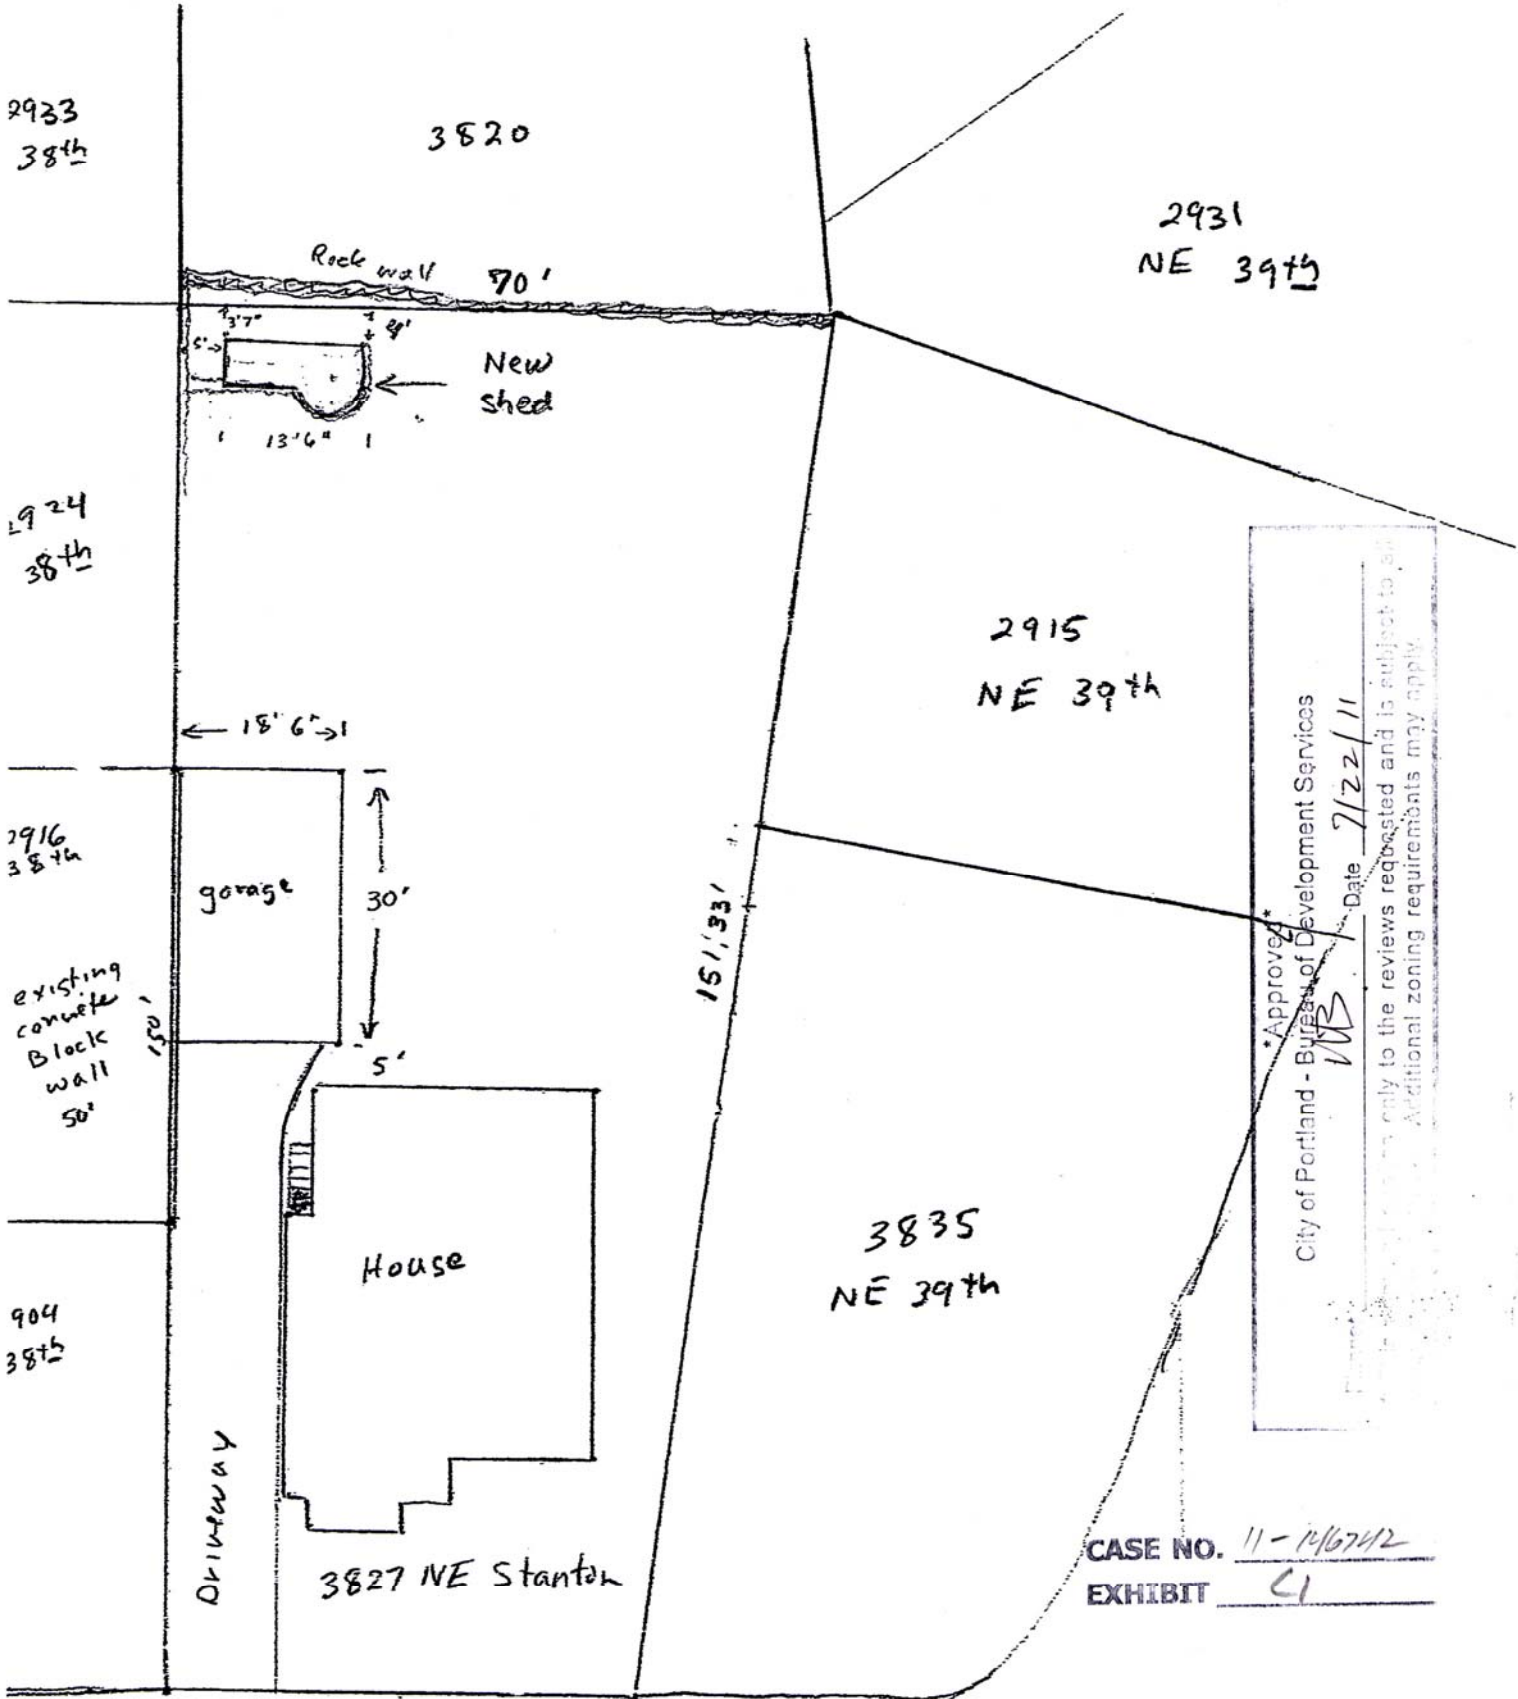 2933
38th
3820
2931
NE 39th
Rock wall 70'
3'7"
5'
New
shed
13'6"
38th
2915
NE 39th
18' 6"
2916
38th
garage
30'
existing
concrete
Block
wall
50'
150'
151.33'
5'
3835
NE 39th
House
904
38th
Driveway
3827 NE Stanton
*Approved*
City of Portland - Bureau of Development Services
Date 7/22/11
only to the reviews requested and is subject to all
Additional zoning requirements may apply.
CASE NO. 11-146742
EXHIBIT C1